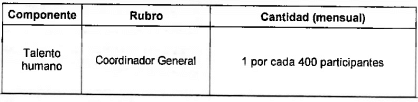 Componente Rubro Cantidad (mensual)
Talento humano Coordinador General 1 por cada 400 participantes